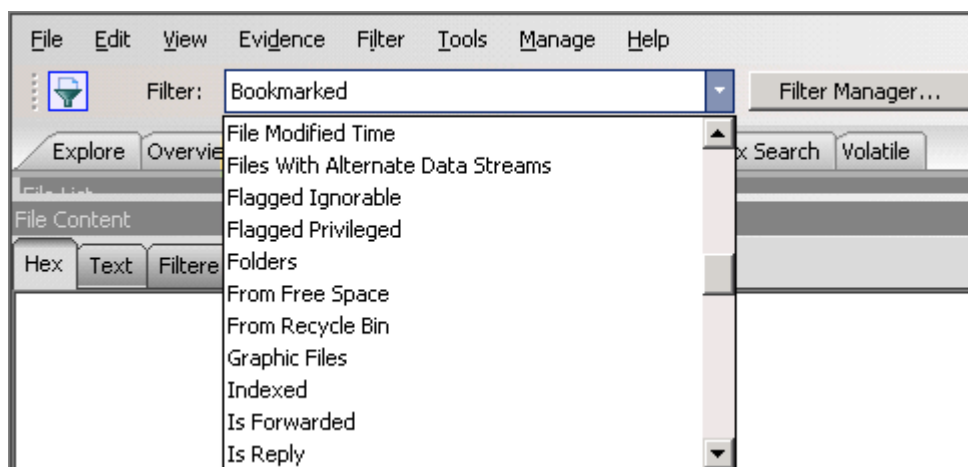 File Edit View Evidence Filter Tools Manage Help
Filter: Bookmarked Filter Manager...
Explore Overvie x Search Volatile
File List
File Content
Hex Text Filtere
File Modified Time
Files With Alternate Data Streams
Flagged Ignorable
Flagged Privileged
Folders
From Free Space
From Recycle Bin
Graphic Files
Indexed
Is Forwarded
Is Reply